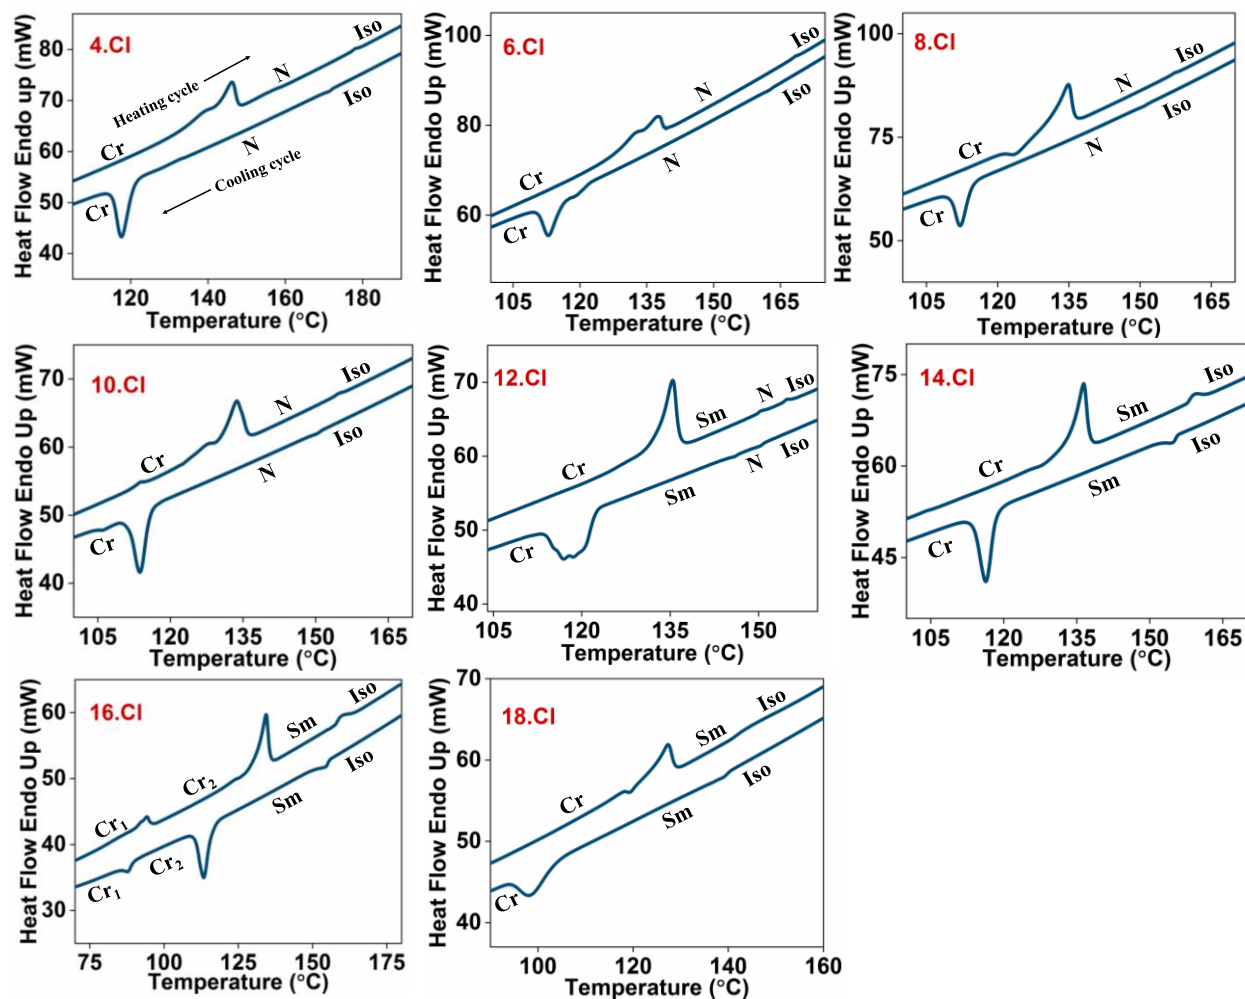 4.Cl
Heating cycle
Cr
N
Iso
Iso
N
Cooling cycle
Cr
80
70
60
50
40
120 140 160 180
Temperature (°C)
Heat Flow Endo Up (mW)
6.Cl
Cr
N
Iso
Iso
N
Cr
100
80
60
105 120 135 150 165
Temperature (°C)
Heat Flow Endo Up (mW)
8.Cl
Cr
N
Iso
Iso
N
Cr
100
75
50
105 120 135 150 165
Temperature (°C)
Heat Flow Endo Up (mW)
10.Cl
Cr
N
Iso
Iso
N
Cr
70
60
50
40
105 120 135 150 165
Temperature (°C)
Heat Flow Endo Up (mW)
12.Cl
Cr
Sm
N
Iso
Iso
N
Sm
Cr
70
60
50
40
105 120 135 150
Temperature (°C)
Heat Flow Endo Up (mW)
14.Cl
Cr
Sm
Iso
Iso
Sm
Cr
75
60
45
105 120 135 150 165
Temperature (°C)
Heat Flow Endo Up (mW)
16.Cl
Cr₁
Cr₂
Sm
Iso
Iso
Sm
Cr₂
Cr₁
60
50
40
30
75 100 125 150 175
Temperature (°C)
Heat Flow Endo Up (mW)
18.Cl
Cr
Sm
Iso
Iso
Sm
Cr
70
60
50
40
100 120 140 160
Temperature (°C)
Heat Flow Endo Up (mW)